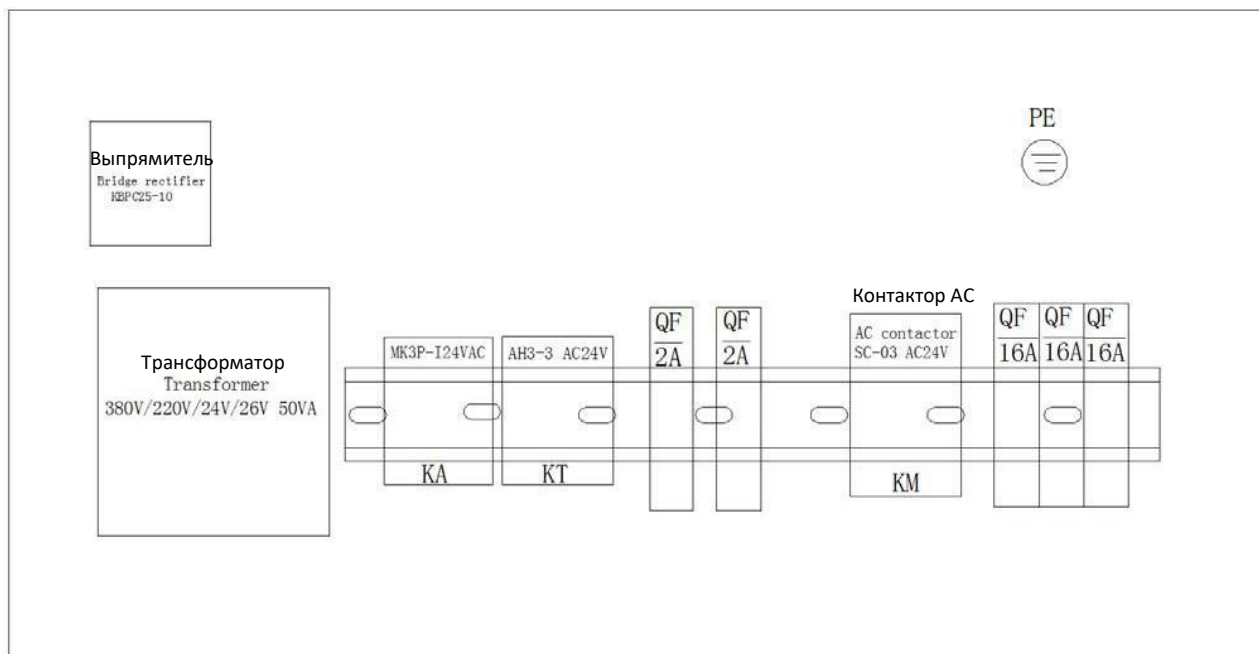 PE
Выпрямитель
Bridge rectifier
KBPC25-10
Трансформатор
Transformer
380V/220V/24V/26V 50VA
MK3P-I24VAC
KA
AH3-3 AC24V
KT
QF
2A
QF
2A
Контактор AC
AC contactor
SC-03 AC24V
KM
QF
16A
QF
16A
QF
16A